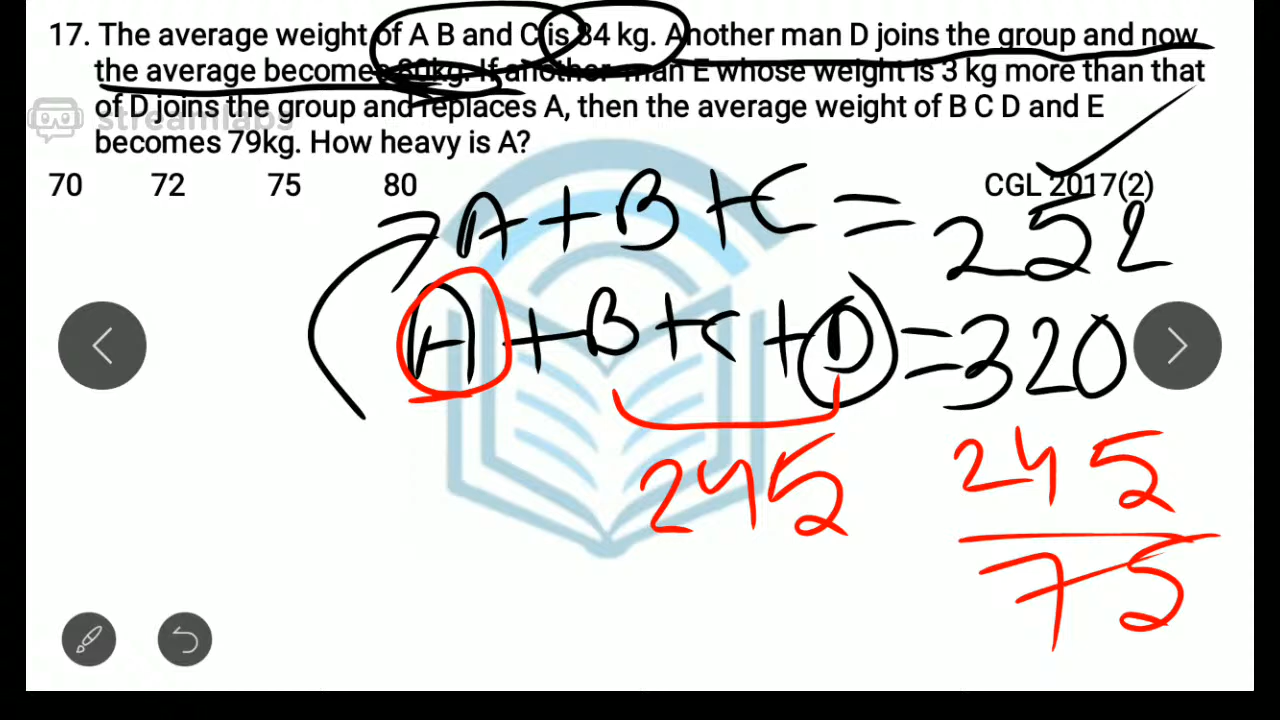 17. The average weight of A B and C is 84 kg. Another man D joins the group and now
the average becomes 80kg. If another man E whose weight is 3 kg more than that
of D joins the group and replaces A, then the average weight of B C D and E
streamlabs
becomes 79kg. How heavy is A?
70 72 75 80 CGL 2017(2)
A+B+C=252
A+B+C+D=320
245 245
75